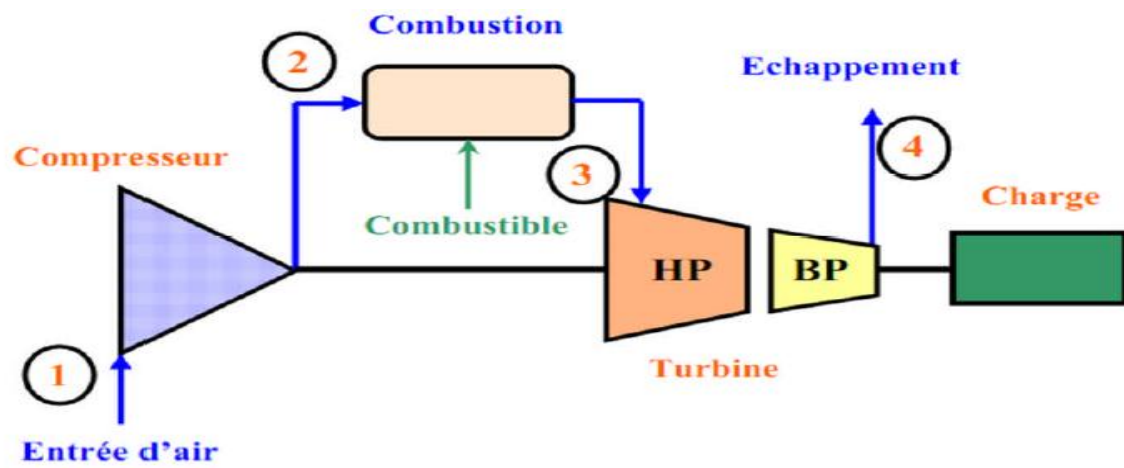 Combustion
2
Echappement
Compresseur
3
4
Charge
Combustible
HP
BP
1
Turbine
Entrée d'air